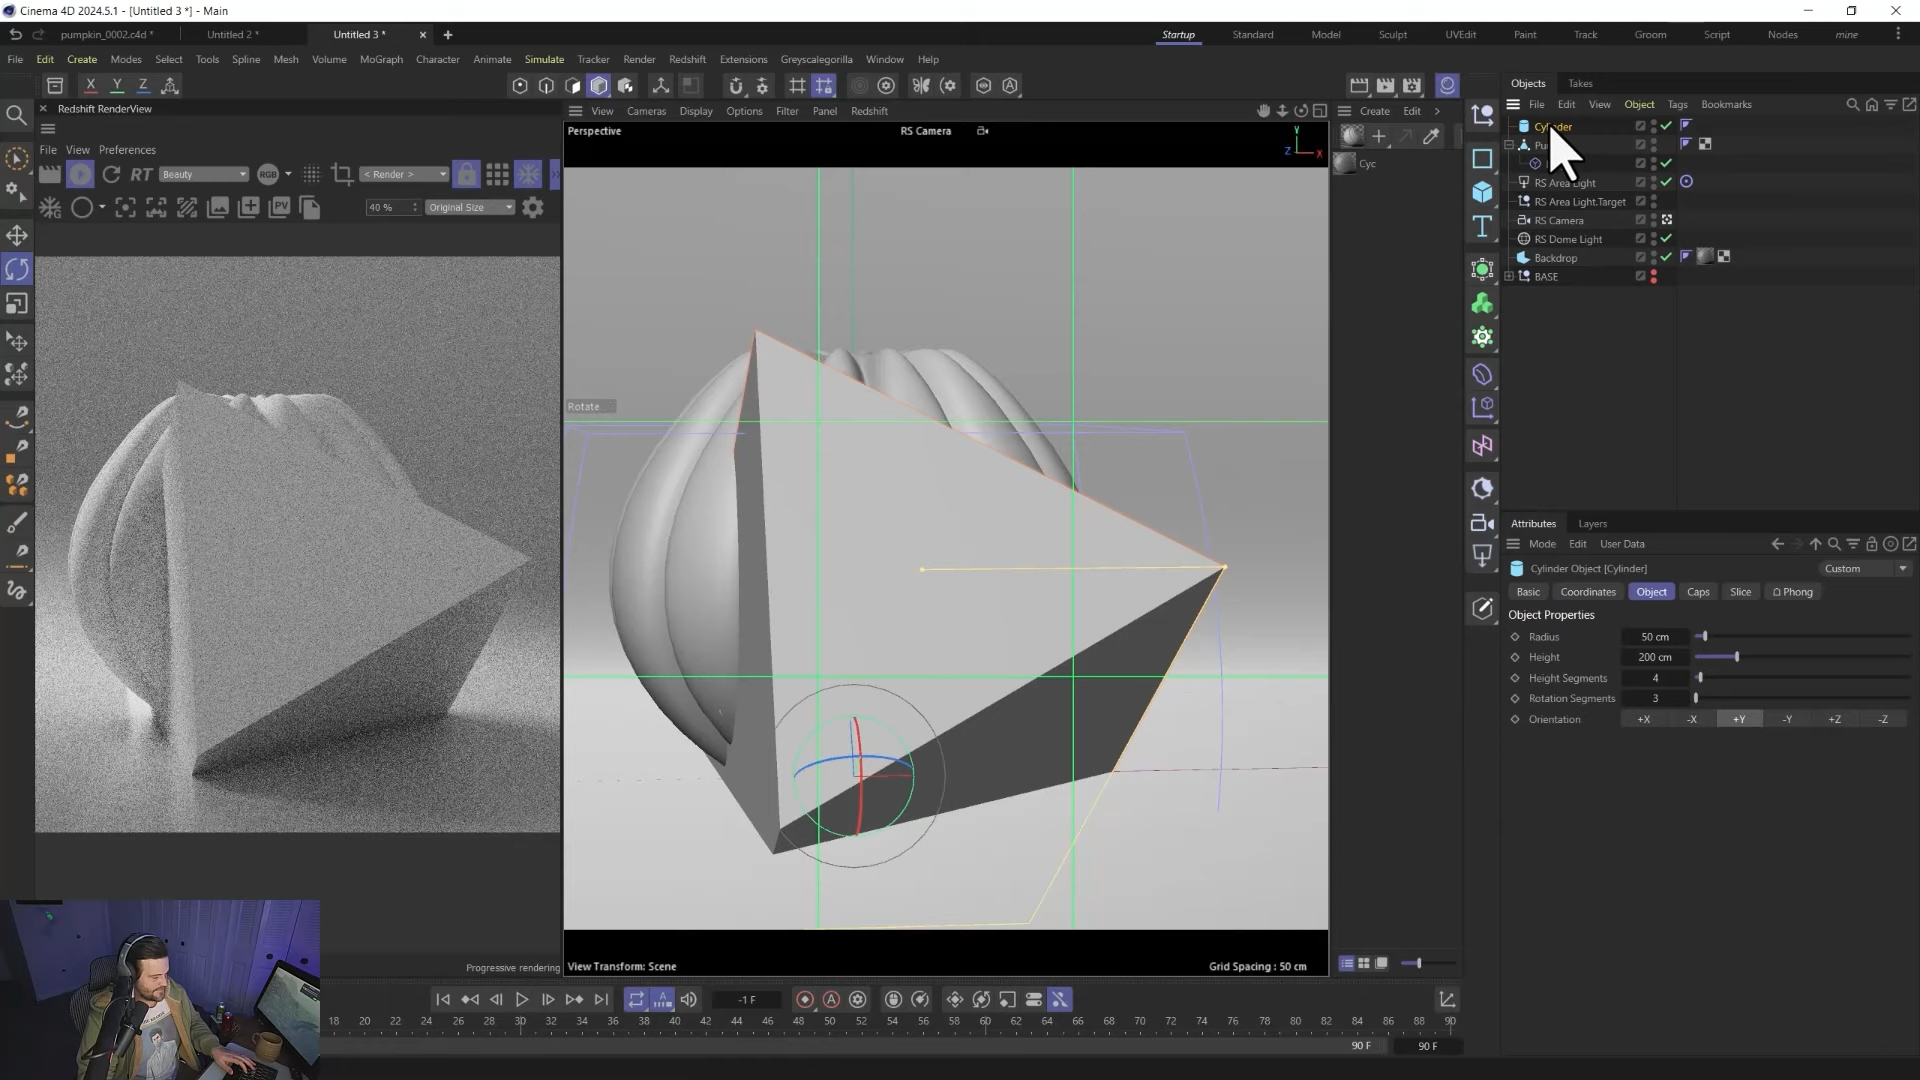 Cinema 4D 2024.5.1 - [Untitled 3 *] - Main
pumpkin_0002.c4d *
Untitled 2 *
Untitled 3 *
Startup
Standard
Model
Sculpt
UVEdit
Paint
Track
Groom
Script
Nodes
mine
File Edit Create Modes Select Tools Spline Mesh Volume MoGraph Character Animate Simulate Tracker Render Redshift Extensions Greyscalegorilla Window Help
X Y Z
Redshift RenderView
File View Preferences
RT
Beauty
RGB
< Render >
40 %
Original Size
PV
View Cameras Display Options Filter Panel Redshift
Perspective
RS Camera
Y
Z
X
Rotate
View Transform: Scene
Grid Spacing : 50 cm
Progressive rendering
Create Edit
Cyc
Objects Takes
File Edit View Object Tags Bookmarks
Cylinder
RS Area Light
RS Area Light.Target
RS Camera
RS Dome Light
Backdrop
BASE
Attributes Layers
Mode Edit User Data
Cylinder Object [Cylinder]
Custom
Basic Coordinates Object Caps Slice Phong
Object Properties
Radius 50 cm
Height 200 cm
Height Segments 4
Rotation Segments 3
Orientation +X -X +Y -Y +Z -Z
-1 F
18 20 22 24 26 28 30 32 34 36 38 40 42 44 46 48 50 52 54 56 58 60 62 64 66 68 70 72 74 76 78 80 82 84 86 88 90
90 F
90 F